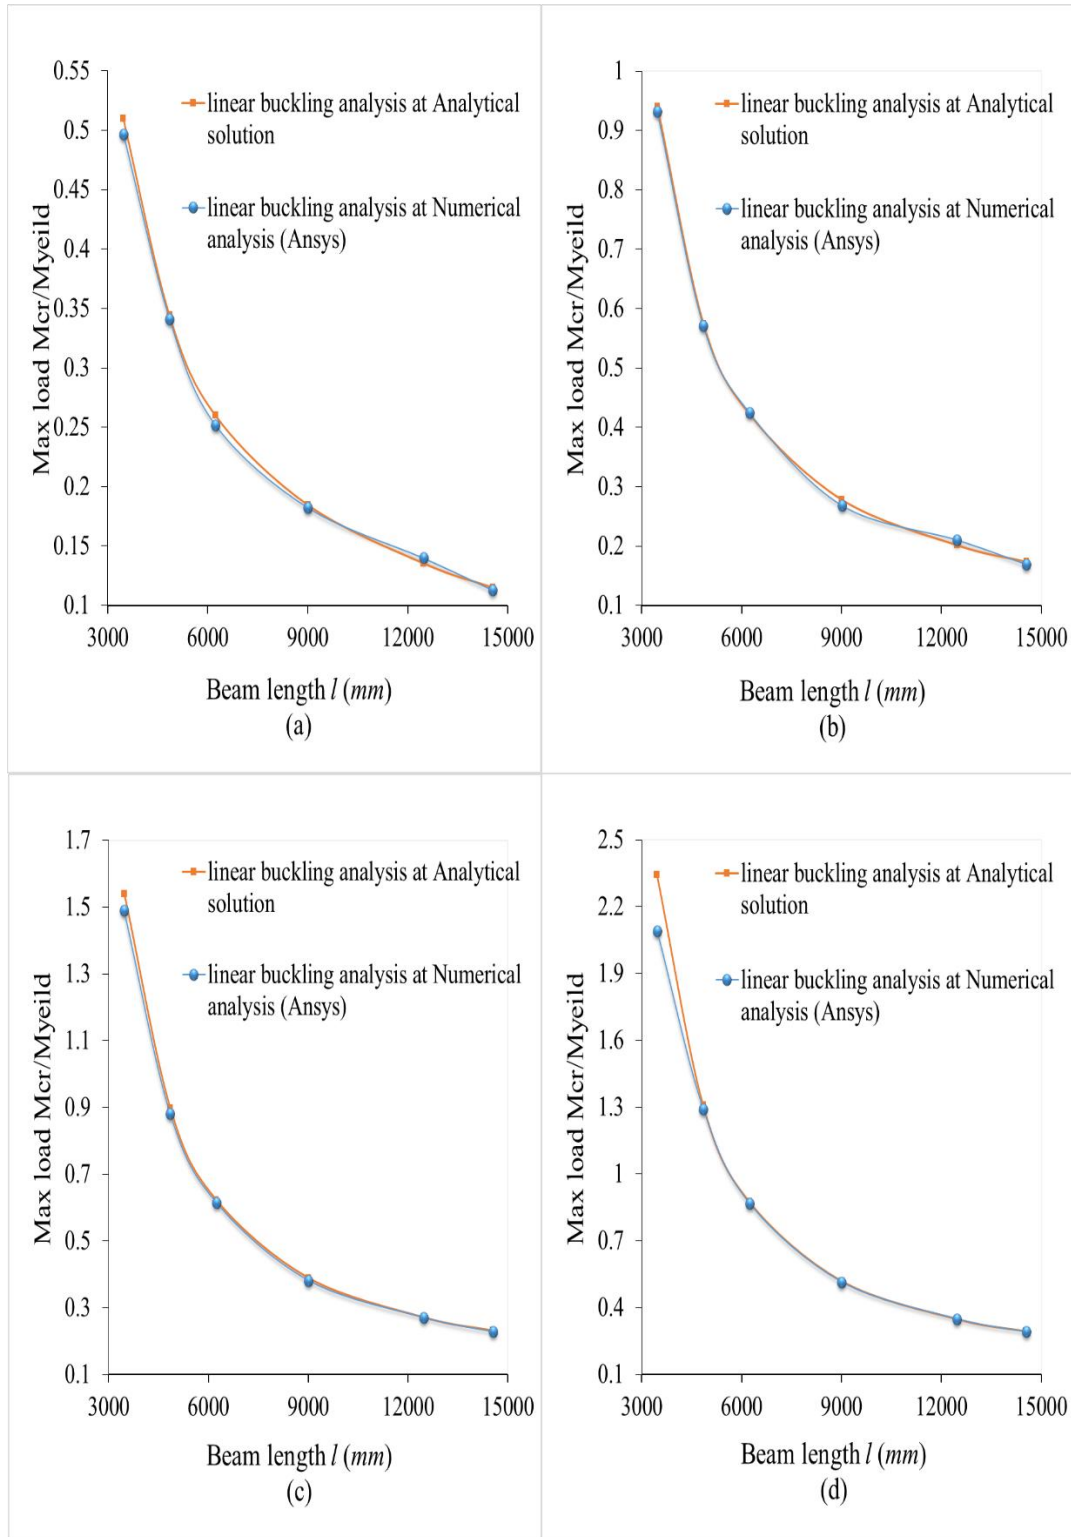 0.55
0.5
0.45
0.4
0.35
0.3
0.25
0.2
0.15
0.1
3000 6000 9000 12000 15000
Max load Mcr/Myeild
linear buckling analysis at Analytical
solution
linear buckling analysis at Numerical
analysis (Ansys)
Beam length l (mm)
(a)
1
0.9
0.8
0.7
0.6
0.5
0.4
0.3
0.2
0.1
3000 6000 9000 12000 15000
Max load Mcr/Myeild
linear buckling analysis at Analytical
solution
linear buckling analysis at Numerical
analysis (Ansys)
Beam length l (mm)
(b)
1.7
1.5
1.3
1.1
0.9
0.7
0.5
0.3
0.1
3000 6000 9000 12000 15000
Max load Mcr/Myeild
linear buckling analysis at Analytical
solution
linear buckling analysis at Numerical
analysis (Ansys)
Beam length l (mm)
(c)
2.5
2.2
1.9
1.6
1.3
1
0.7
0.4
0.1
3000 6000 9000 12000 15000
Max load Mcr/Myeild
linear buckling analysis at Analytical
solution
linear buckling analysis at Numerical
analysis (Ansys)
Beam length l (mm)
(d)